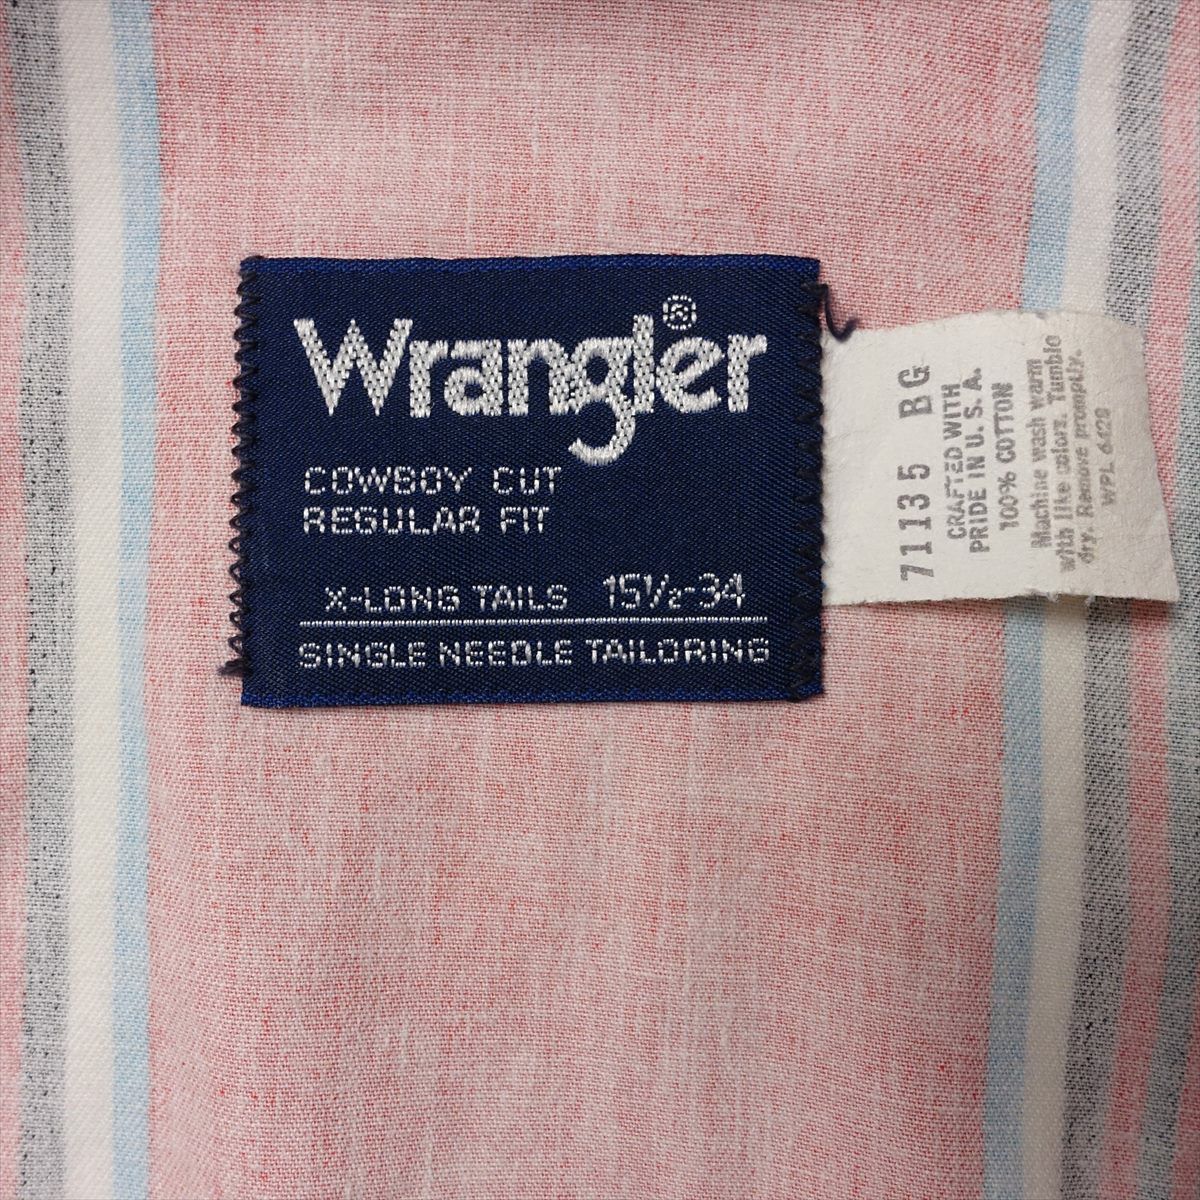 Wrangler®
COWBOY CUT
REGULAR FIT
X-LONG TAILS 15½-34
SINGLE NEEDLE TAILORING
71135 BG
CRAFTED WITH
PRIDE IN U.S.A.
100% COTTON
Machine wash warm
with like colors. Tumble
dry. Remove promptly.
WPL 6429